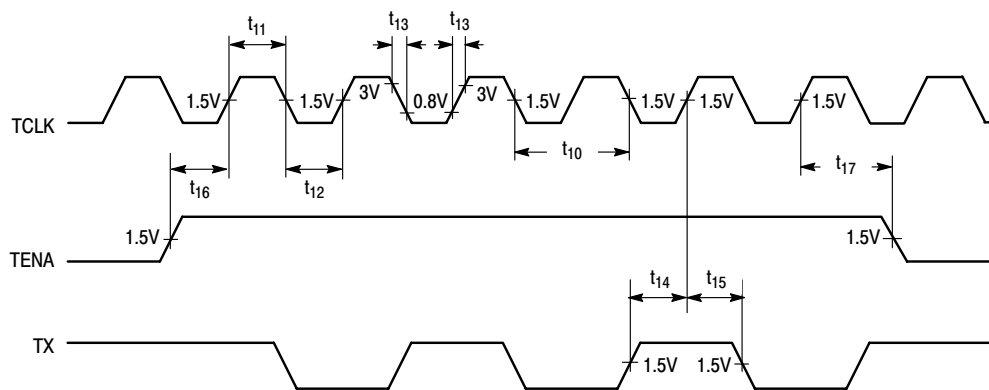 t13 t13
t11
1.5V 1.5V 3V 0.8V 3V 1.5V 1.5V 1.5V 1.5V
TCLK
t10
t16 t12 t17
1.5V 1.5V
TENA
t14 t15
TX
1.5V 1.5V